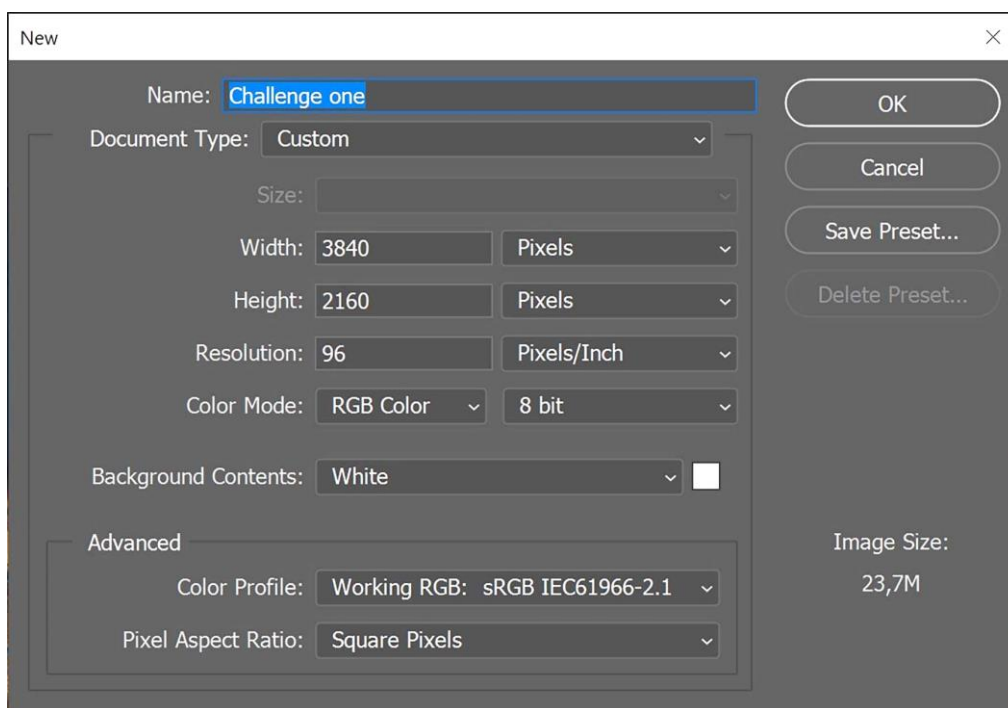 New
Name: Challenge one
OK
Document Type: Custom
Cancel
Size:
Width: 3840 Pixels
Save Preset...
Height: 2160 Pixels
Delete Preset...
Resolution: 96 Pixels/Inch
Color Mode: RGB Color 8 bit
Background Contents: White
Advanced
Image Size:
Color Profile: Working RGB: sRGB IEC61966-2.1
23,7M
Pixel Aspect Ratio: Square Pixels